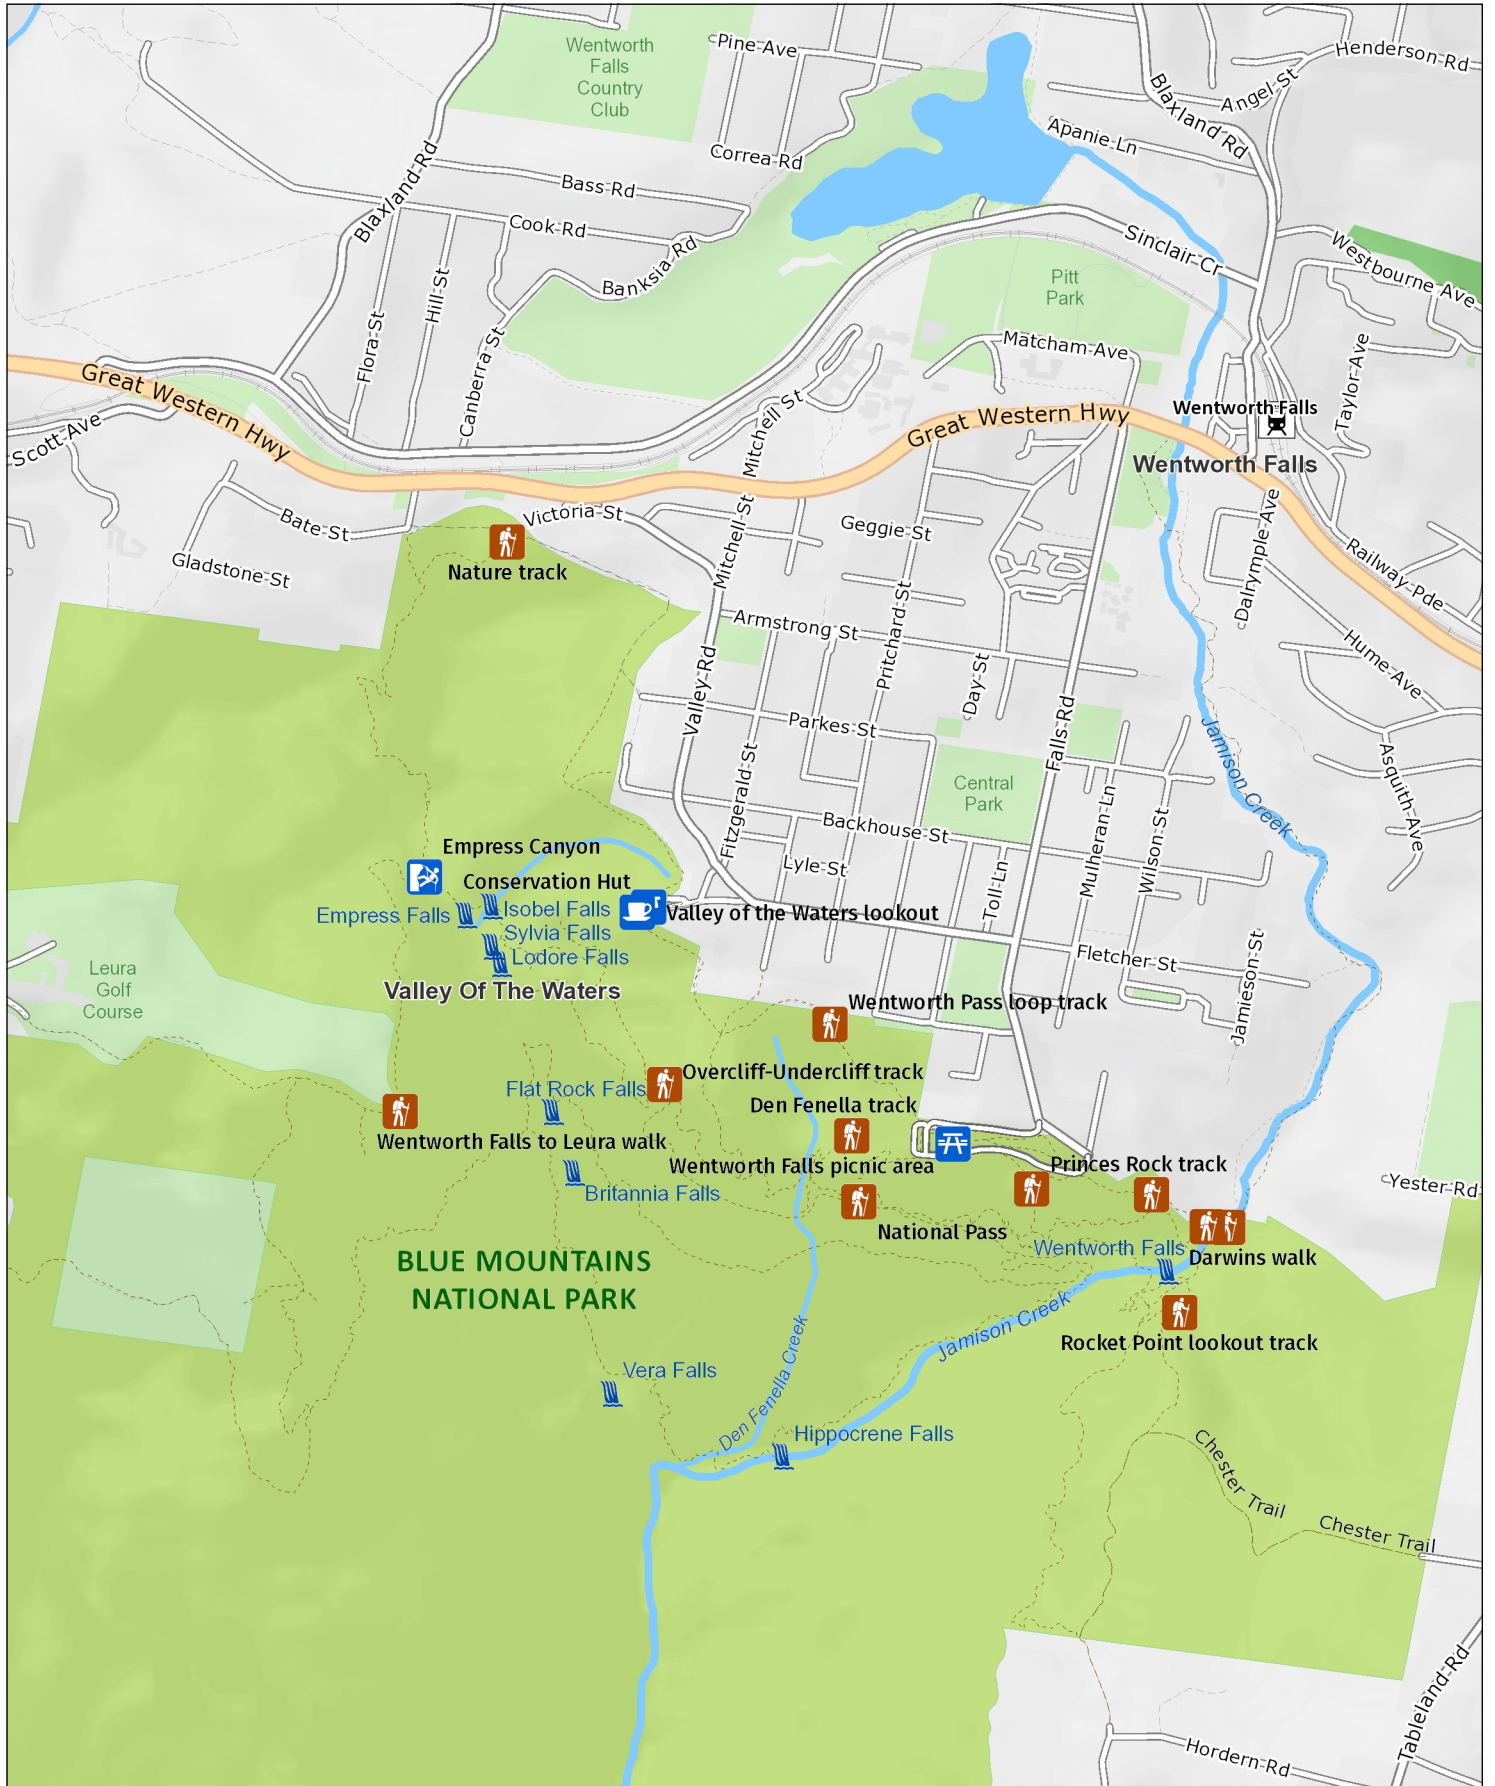 Wentworth
Falls
Country
Club
Pine Ave
Henderson Rd
Angel St
Blaxland Rd
Apanie Ln
Correa Rd
Blaxland Rd
Bass Rd
Cook Rd
Banksia Rd
Sinclair Cr
Westbourne Ave
Pitt
Park
Hill St
Flora St
Canberra St
Matcham Ave
Taylor Ave
Great Western Hwy
Mitchell St
Great Western Hwy
Wentworth Falls
Wentworth Falls
Scott Ave
Bate St
Victoria St
Mitchell St
Geggie St
Dalrymple Ave
Railway Pde
Nature track
Gladstone St
Armstrong St
Pritchard St
Day St
Hume Ave
Valley Rd
Parkes St
Falls Rd
Jamison Creek
Asquith Ave
Fitzgerald St
Central
Park
Backhouse St
Mulheran Ln
Wilson St
Lyle St
Toll Ln
Empress Canyon
Conservation Hut
Empress Falls
Isobel Falls
Valley of the Waters lookout
Sylvia Falls
Lodore Falls
Fletcher St
Jamieson St
Leura
Golf
Course
Valley Of The Waters
Wentworth Pass loop track
Overcliff-Undercliff track
Flat Rock Falls
Den Fenella track
Wentworth Falls to Leura walk
Wentworth Falls picnic area
Princes Rock track
Britannia Falls
Yester Rd
National Pass
Wentworth Falls
Darwins walk
BLUE MOUNTAINS
NATIONAL PARK
Jamison Creek
Rocket Point lookout track
Den Fenella Creek
Vera Falls
Hippocrene Falls
Chester Trail
Chester Trail
Tableland Rd
Hordern Rd